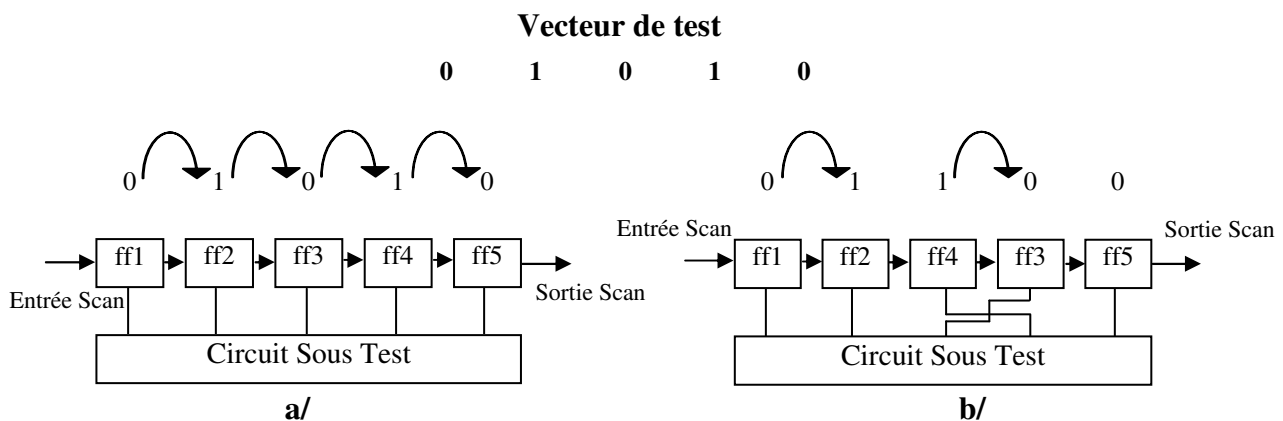 Vecteur de test
0 1 0 1 0
0 1 0 1 0
Entrée Scan
ff1 ff2 ff3 ff4 ff5
Sortie Scan
Circuit Sous Test
a/
0 1 1 0 0
Entrée Scan
Sortie Scan
ff1 ff2 ff4 ff3 ff5
Circuit Sous Test
b/